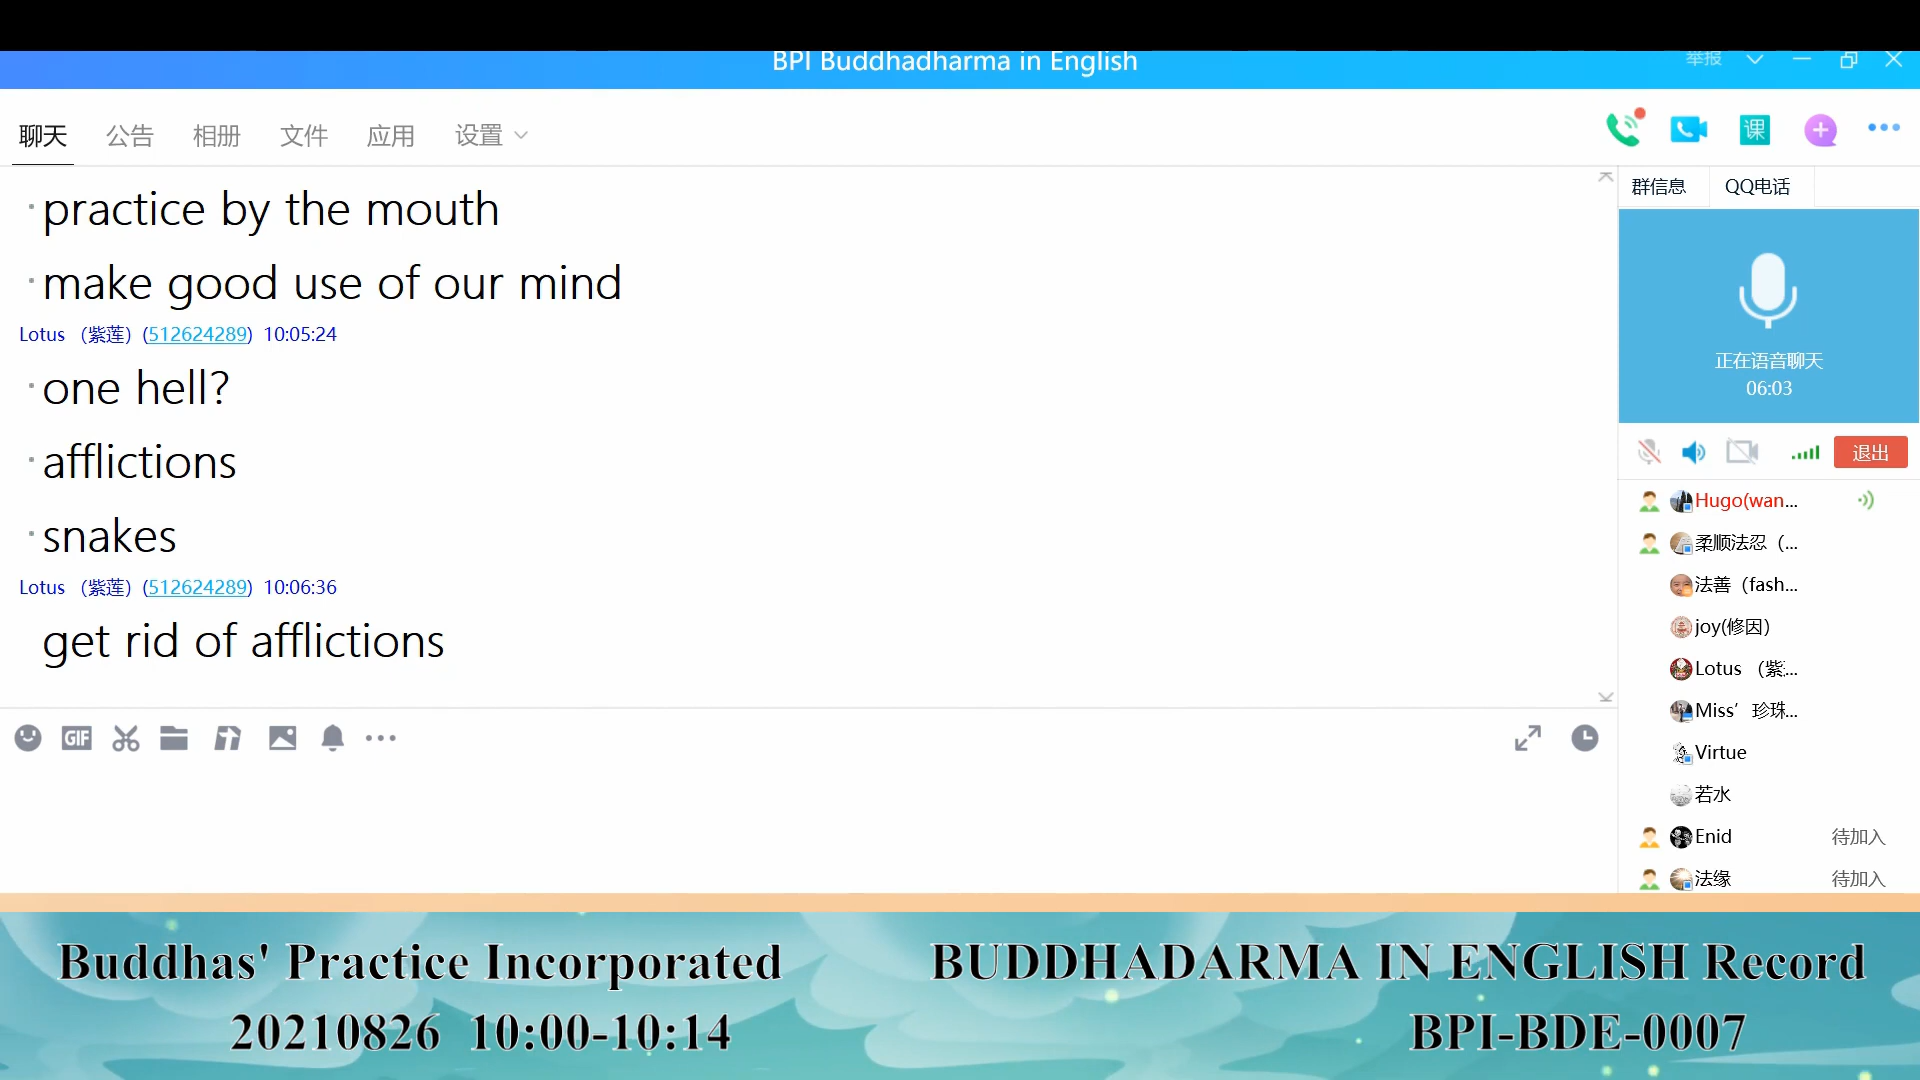 BPI Buddhadharma in English
举报
聊天 公告 相册 文件 应用 设置
课
群信息 QQ电话
practice by the mouth
make good use of our mind
Lotus （紫莲）(512624289) 10:05:24
one hell?
afflictions
snakes
Lotus （紫莲）(512624289) 10:06:36
get rid of afflictions
GIF
正在语音聊天
06:03
退出
Hugo(wan...
柔顺法忍（...
法善（fash...
joy(修因)
Lotus （紫...
Miss’ 珍珠...
Virtue
若水
Enid 待加入
法缘 待加入
Buddhas' Practice Incorporated
20210826 10:00-10:14
BUDDHADARMA IN ENGLISH Record
BPI-BDE-0007